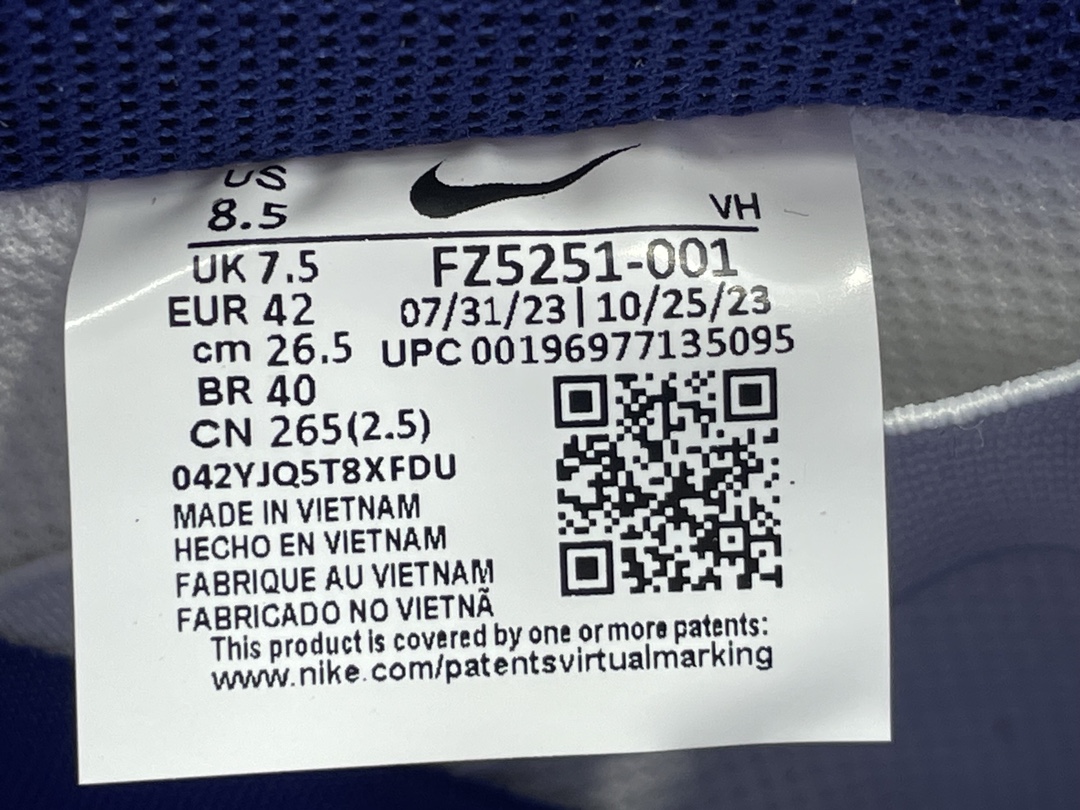 US
8.5
VH
UK 7.5
FZ5251-001
EUR 42
07/31/23 | 10/25/23
cm 26.5
UPC 00196977135095
BR 40
CN 265(2.5)
042YJQ5T8XFDU
MADE IN VIETNAM
HECHO EN VIETNAM
FABRIQUE AU VIETNAM
FABRICADO NO VIETNÃ
This product is covered by one or more patents:
www.nike.com/patentsvirtualmarking